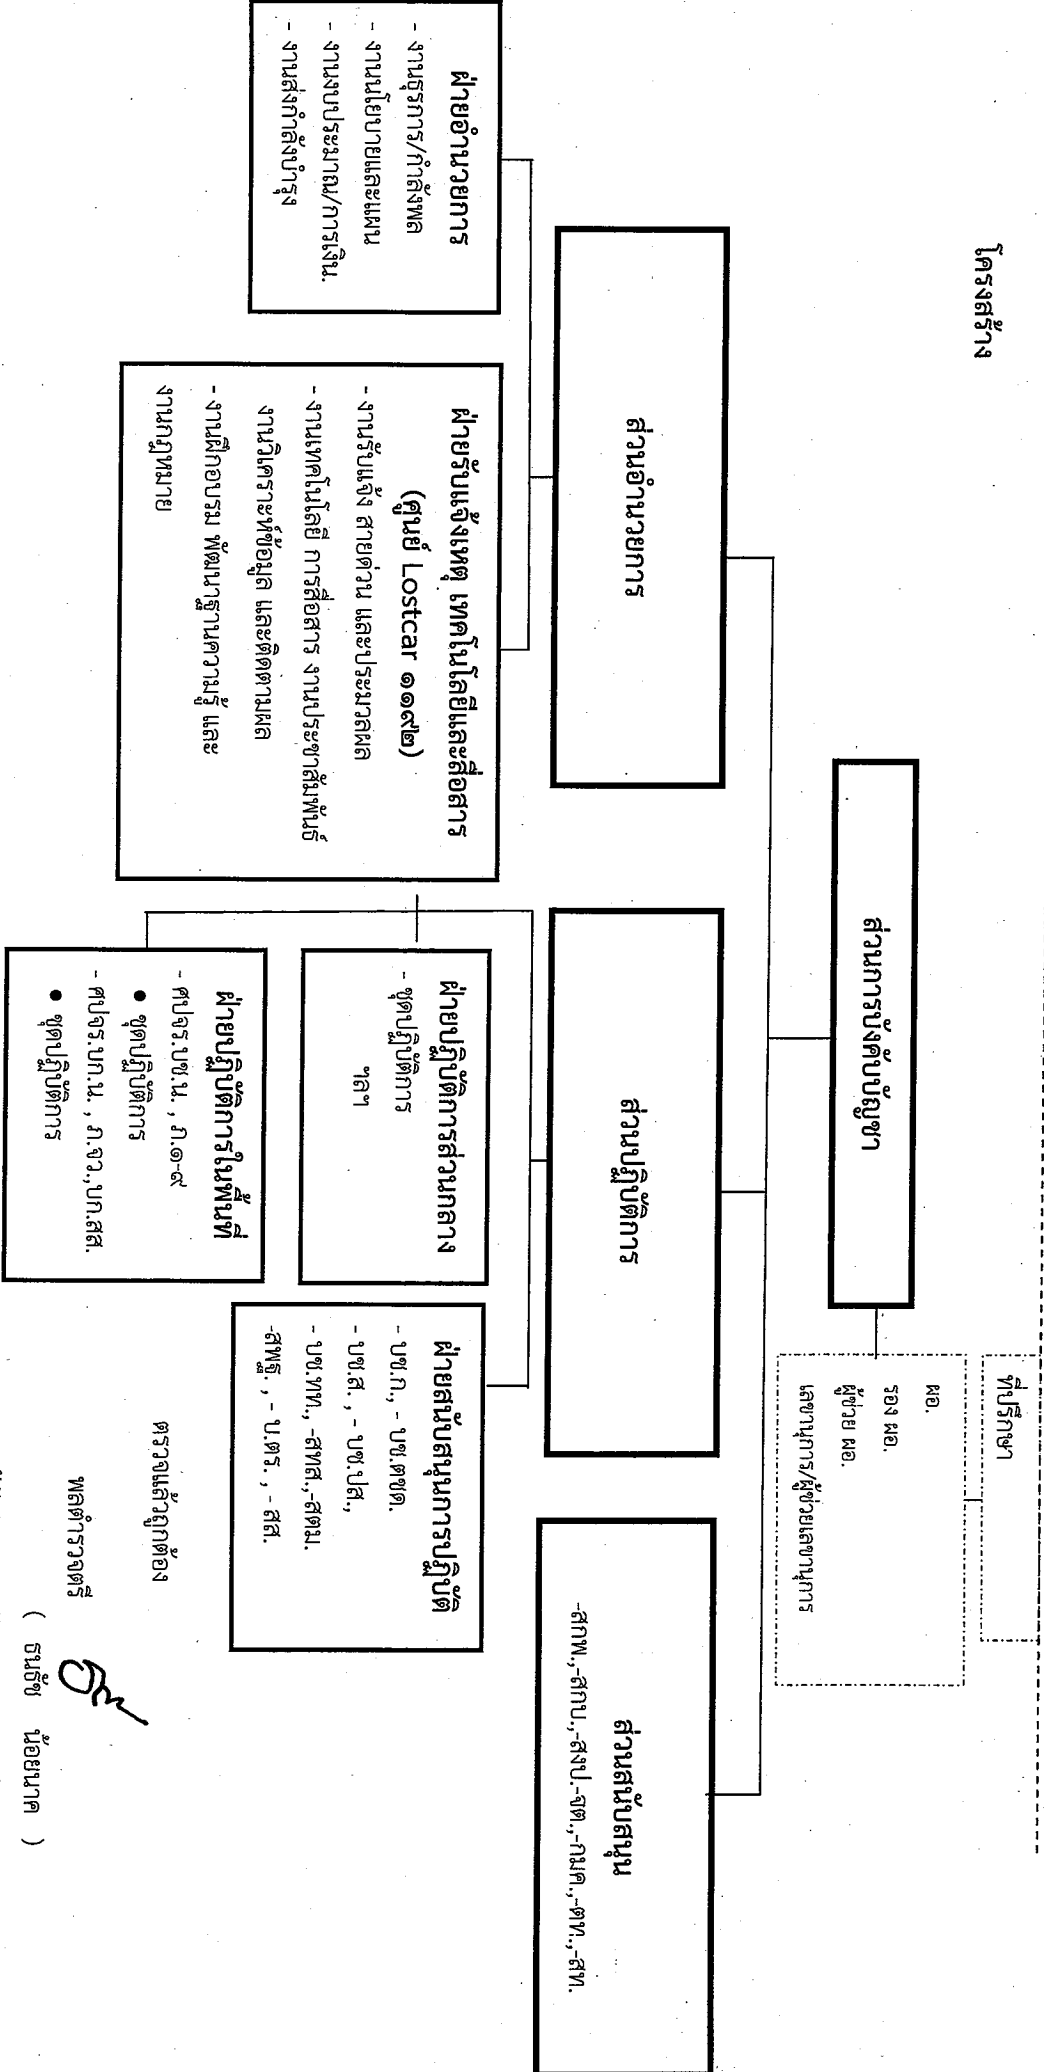 โครงสร้าง
ที่ปรึกษา
ส่วนการบังคับบัญชา
ผอ.
รอง ผอ.
ผู้ช่วย ผอ.
เลขานุการ/ผู้ช่วยเลขานุการ
ส่วนอำนวยการ
ส่วนปฏิบัติการ
ส่วนสนับสนุน
-สกพ.,-สกบ.,-สงป.-จต.,-กมค.,-ตท.,-สท.
ฝ่ายอำนวยการ
- งานธุรการ/กำลังพล
- งานนโยบายและแผน
- งานงบประมาณ/การเงิน.
- งานส่งกำลังบำรุง
ฝ่ายรับแจ้งเหตุ เทคโนโลยีและสื่อสาร
(ศูนย์ Lostcar ๑๑๙๒)
- งานรับแจ้ง สายด่วน และประมวลผล
- งานเทคโนโลยี การสื่อสาร งานประชาสัมพันธ์
งานวิเคราะห์ข้อมูล และติดตามผล
- งานฝึกอบรม พัฒนาฐานความรู้ และ
งานกฎหมาย
ฝ่ายปฏิบัติการส่วนกลาง
- ชุดปฏิบัติการ
ฯลฯ
ฝ่ายปฏิบัติการในพื้นที่
- ศปจร.บช.น. , ภ.๑-๙
● ชุดปฏิบัติการ
- ศปจร.บก.น. , ภ.จว.,บก.สส.
● ชุดปฏิบัติการ
ฝ่ายสนับสนุนการปฏิบัติ
- บช.ก., - บช.ตชด.
- บช.ส. , - บช.ปส.,
- บช.ทท., -สทส.,-สตม.
-สพฐ. , - บ.ตร. , - สส.
ตรวจแล้วถูกต้อง
พลตำรวจตรี
( ธนธัช น้อยนาค )